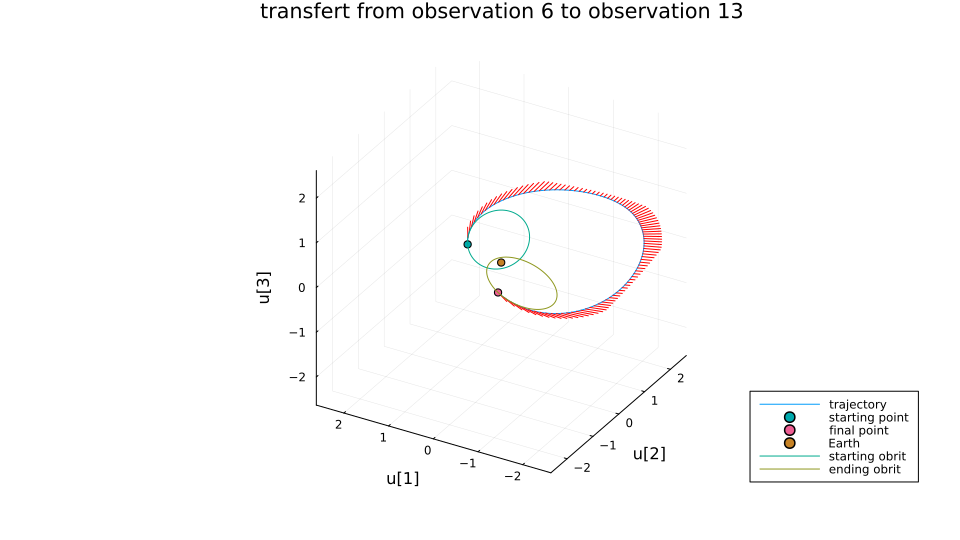 transfert from observation 6 to observation 13
u[3]
2
1
0
−1
−2
2
1
0
−1
−2
u[1]
−2
−1
0
1
2
u[2]
trajectory
starting point
final point
Earth
starting obrit
ending obrit